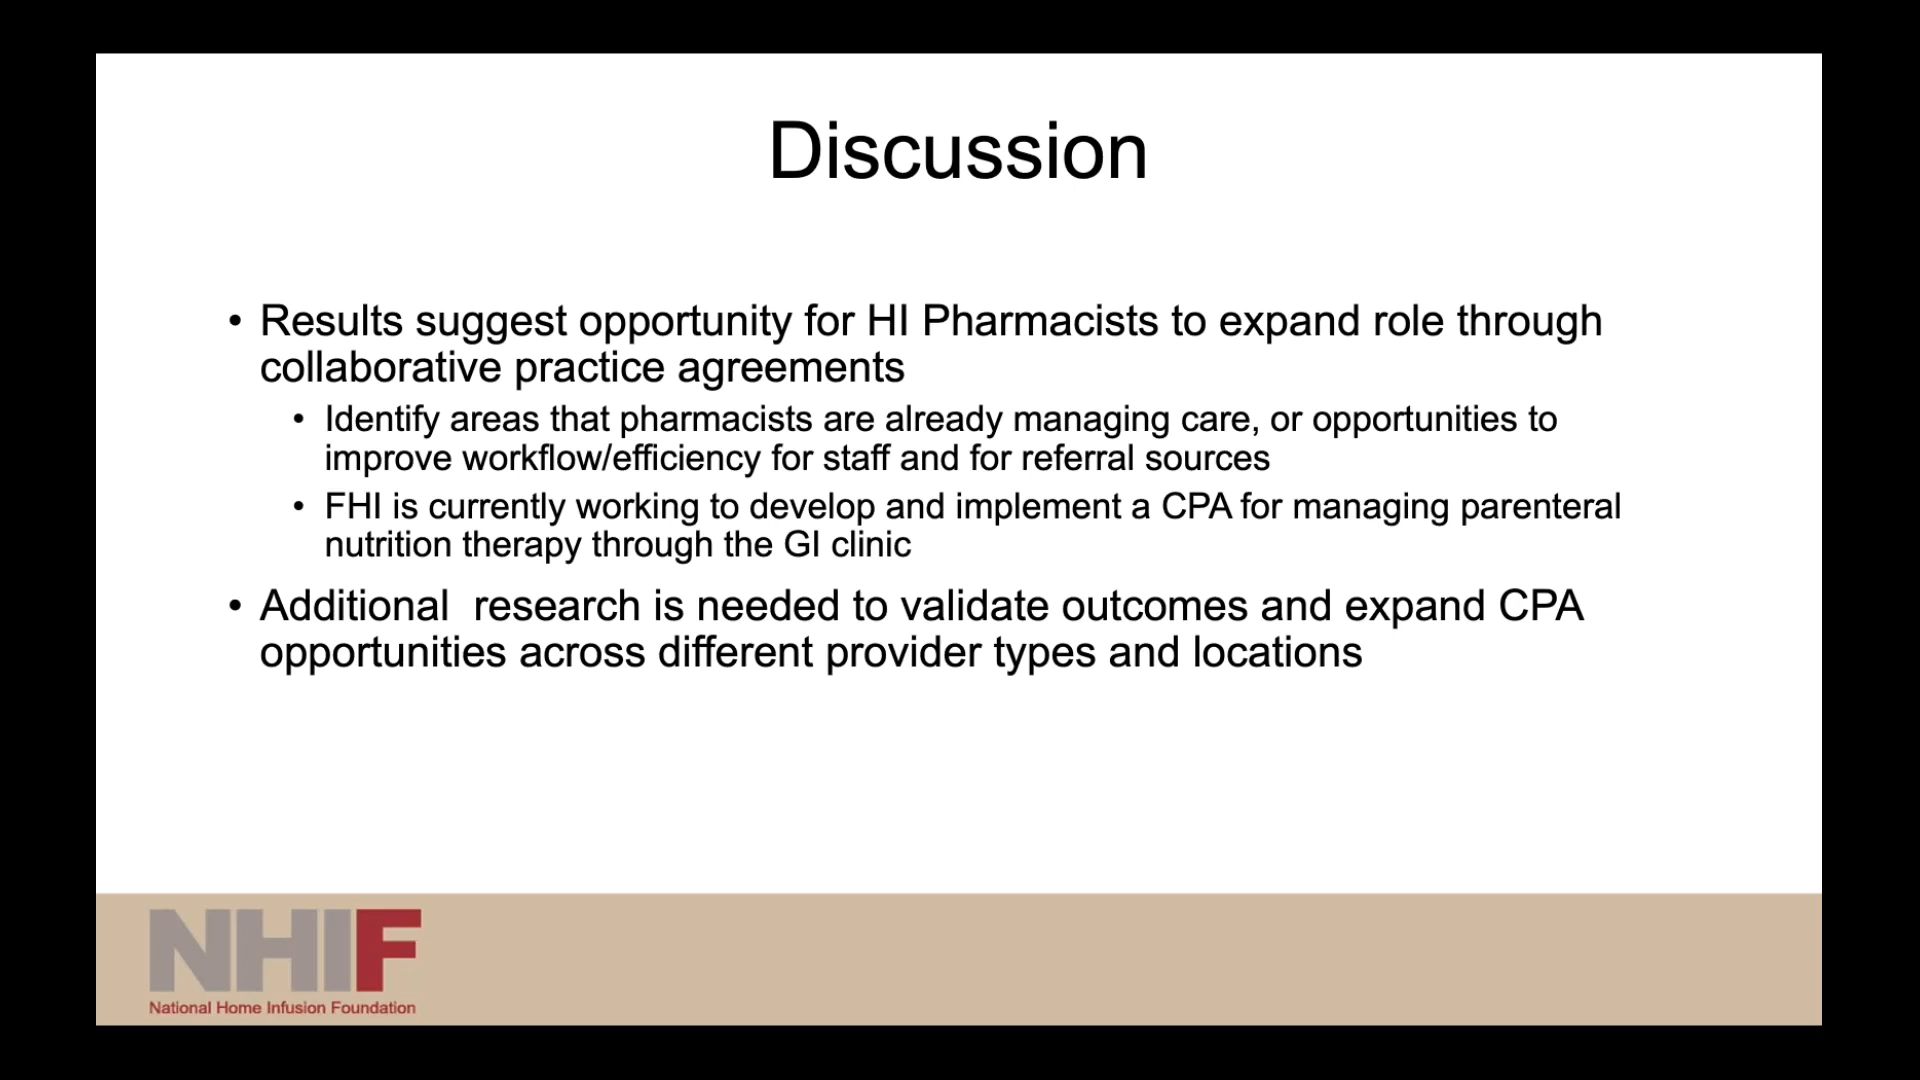 Discussion
• Results suggest opportunity for HI Pharmacists to expand role through
collaborative practice agreements
• Identify areas that pharmacists are already managing care, or opportunities to
improve workflow/efficiency for staff and for referral sources
• FHI is currently working to develop and implement a CPA for managing parenteral
nutrition therapy through the GI clinic
• Additional  research is needed to validate outcomes and expand CPA
opportunities across different provider types and locations
NHIF
National Home Infusion Foundation